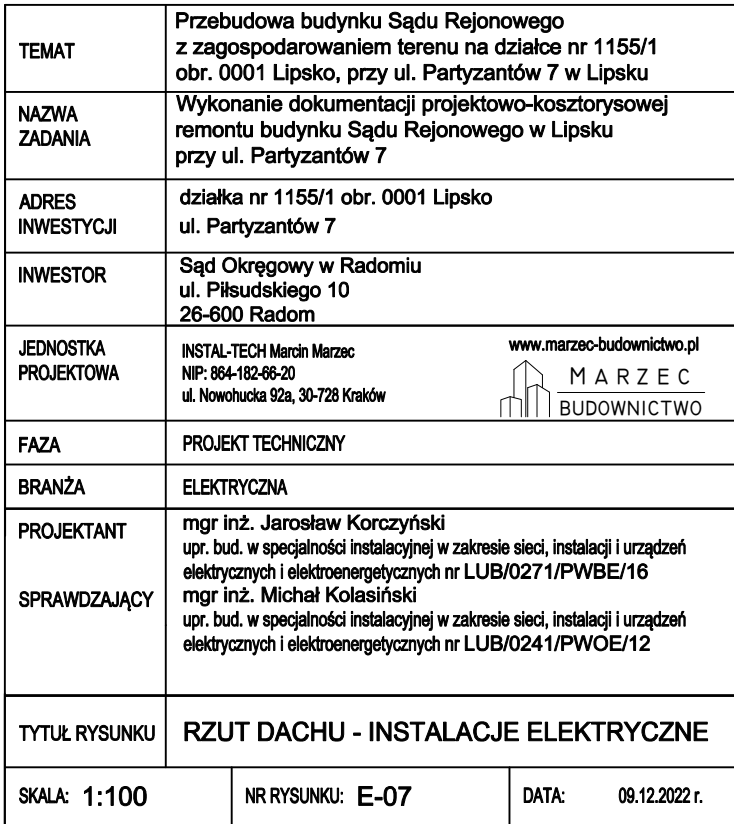 TEMAT
Przebudowa budynku Sądu Rejonowego
z zagospodarowaniem terenu na działce nr 1155/1
obr. 0001 Lipsko, przy ul. Partyzantów 7 w Lipsku
NAZWA
ZADANIA
Wykonanie dokumentacji projektowo-kosztorysowej
remontu budynku Sądu Rejonowego w Lipsku
przy ul. Partyzantów 7
ADRES
INWESTYCJI
działka nr 1155/1 obr. 0001 Lipsko
ul. Partyzantów 7
INWESTOR
Sąd Okręgowy w Radomiu
ul. Piłsudskiego 10
26-600 Radom
JEDNOSTKA
PROJEKTOWA
INSTAL-TECH Marcin Marzec
NIP: 864-182-66-20
ul. Nowohucka 92a, 30-728 Kraków
www.marzec-budownictwo.pl
MARZEC
BUDOWNICTWO
FAZA
PROJEKT TECHNICZNY
BRANŻA
ELEKTRYCZNA
PROJEKTANT
mgr inż. Jarosław Korczyński
upr. bud. w specjalności instalacyjnej w zakresie sieci, instalacji i urządzeń
elektrycznych i elektroenergetycznych nr LUB/0271/PWBE/16
SPRAWDZAJĄCY
mgr inż. Michał Kolasiński
upr. bud. w specjalności instalacyjnej w zakresie sieci, instalacji i urządzeń
elektrycznych i elektroenergetycznych nr LUB/0241/PWOE/12
TYTUŁ RYSUNKU
RZUT DACHU - INSTALACJE ELEKTRYCZNE
SKALA: 1:100
NR RYSUNKU: E-07
DATA: 09.12.2022 r.